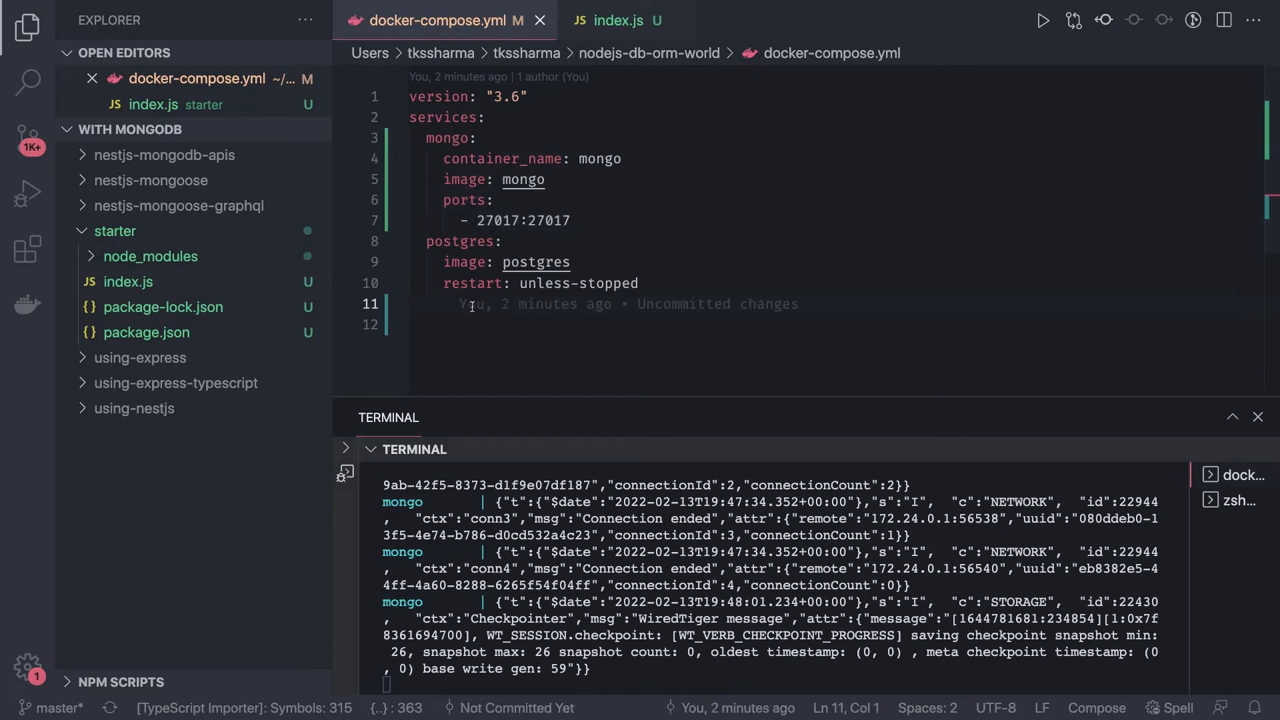 EXPLORER
OPEN EDITORS
docker-compose.yml ~/... M
JS index.js starter U
WITH MONGODB
nestjs-mongodb-apis
nestjs-mongoose
nestjs-mongoose-graphql
starter
node_modules
JS index.js U
{} package-lock.json U
{} package.json U
using-express
using-express-typescript
using-nestjs
NPM SCRIPTS
1K+
1
docker-compose.yml M
JS index.js U
Users > tkssharma > tkssharma > nodejs-db-orm-world > docker-compose.yml
You, 2 minutes ago | 1 author (You)
1 version: "3.6"
2 services:
3 mongo:
4 container_name: mongo
5 image: mongo
6 ports:
7 - 27017:27017
8 postgres:
9 image: postgres
10 restart: unless-stopped
11 You, 2 minutes ago • Uncommitted changes
12
TERMINAL
TERMINAL
9ab-42f5-8373-d1f9e07df187","connectionId":2,"connectionCount":2}}
mongo | {"t":{"$date":"2022-02-13T19:47:34.352+00:00"},"s":"I", "c":"NETWORK", "id":22944
, "ctx":"conn3","msg":"Connection ended","attr":{"remote":"172.24.0.1:56538","uuid":"080ddeb0-1
3f5-4e74-b786-d0cd532a4c23","connectionId":3,"connectionCount":1}}
mongo | {"t":{"$date":"2022-02-13T19:47:34.352+00:00"},"s":"I", "c":"NETWORK", "id":22944
, "ctx":"conn4","msg":"Connection ended","attr":{"remote":"172.24.0.1:56540","uuid":"eb8382e5-4
4ff-4a60-8288-6265f54f04ff","connectionId":4,"connectionCount":0}}
mongo | {"t":{"$date":"2022-02-13T19:48:01.234+00:00"},"s":"I", "c":"STORAGE", "id":22430
, "ctx":"Checkpointer","msg":"WiredTiger message","attr":{"message":"[1644781681:234854][1:0x7f
8361694700], WT_SESSION.checkpoint: [WT_VERB_CHECKPOINT_PROGRESS] saving checkpoint snapshot min:
26, snapshot max: 26 snapshot count: 0, oldest timestamp: (0, 0) , meta checkpoint timestamp: (0
, 0) base write gen: 59"}}
dock...
zsh...
master* [TypeScript Importer]: Symbols: 315 {..} : 363 Not Committed Yet You, 2 minutes ago Ln 11, Col 1 Spaces: 2 UTF-8 LF Compose Spell